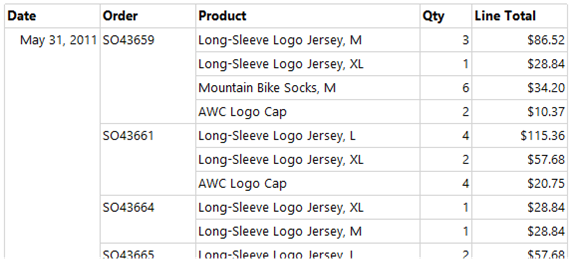 Date Order Product Qty Line Total
May 31, 2011 SO43659 Long-Sleeve Logo Jersey, M 3 $86.52
Long-Sleeve Logo Jersey, XL 1 $28.84
Mountain Bike Socks, M 6 $34.20
AWC Logo Cap 2 $10.37
SO43661 Long-Sleeve Logo Jersey, L 4 $115.36
Long-Sleeve Logo Jersey, XL 2 $57.68
AWC Logo Cap 4 $20.75
SO43664 Long-Sleeve Logo Jersey, XL 1 $28.84
Long-Sleeve Logo Jersey, M 1 $28.84
SO43665 Long-Sleeve Logo Jersey, L 2 $57.68